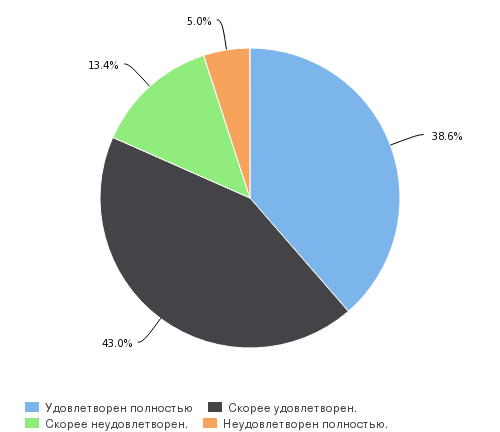 5.0%
13.4%
38.6%
43.0%
Удовлетворен полностью Скорее удовлетворен.
Скорее неудовлетворен. Неудовлетворен полностью.